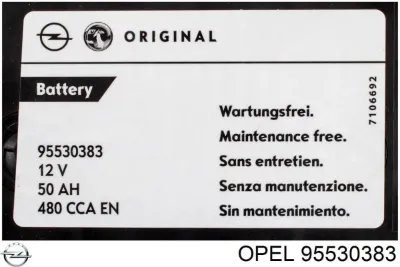 ORIGINAL
Battery
95530383
12 V
50 AH
480 CCA EN
Wartungsfrei.
Maintenance free.
Sans entretien.
Senza manutenzione.
Sin mantenimiento.
7106692
OPEL 95530383